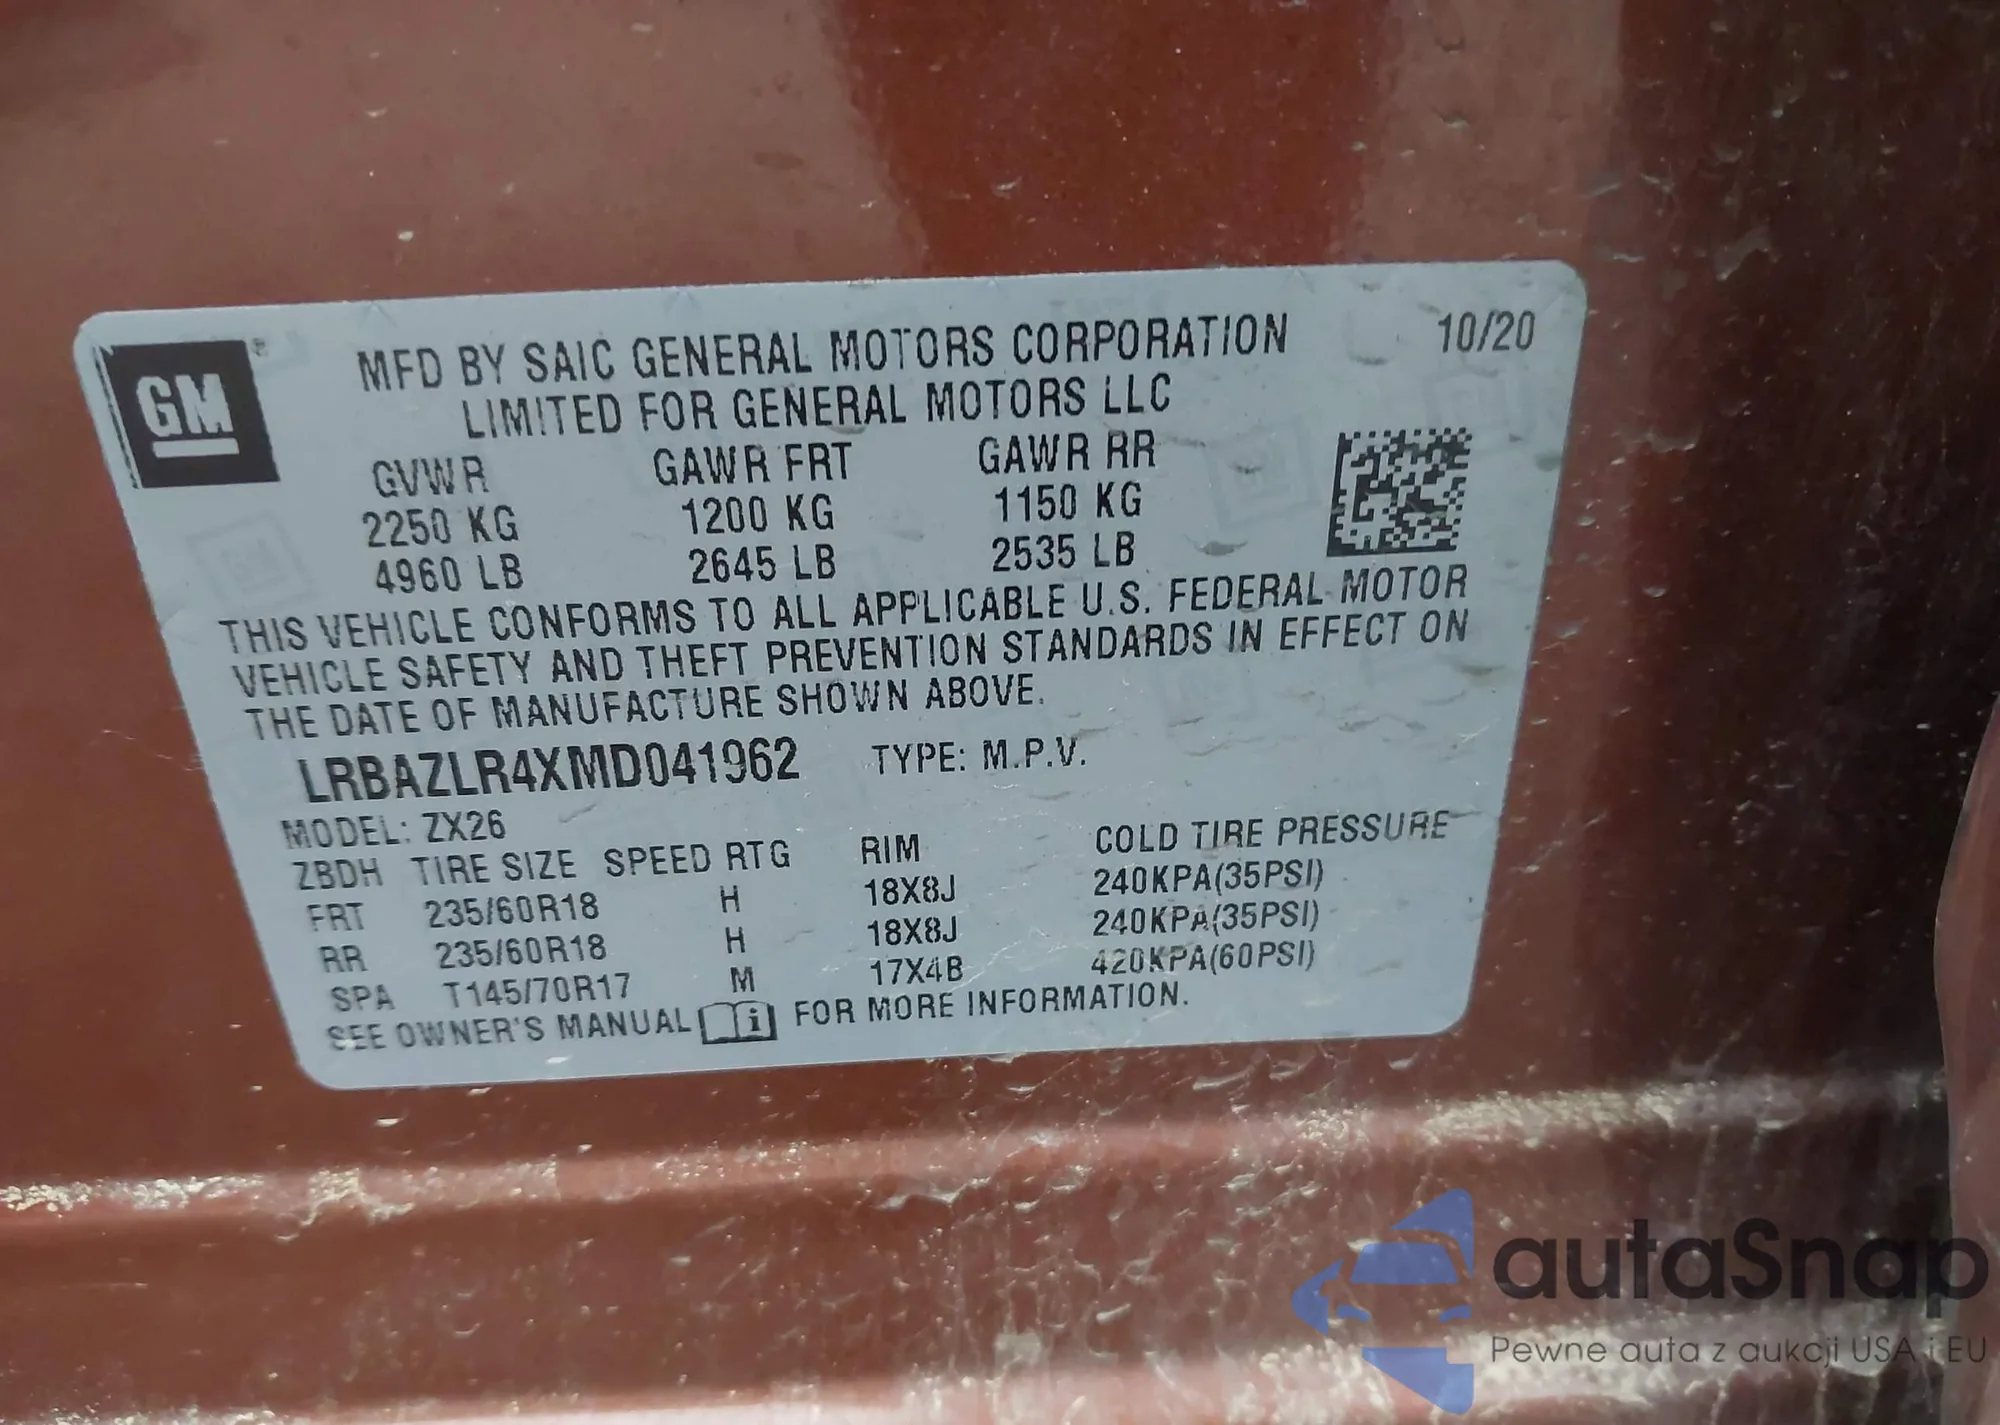 GM
MFD BY SAIC GENERAL MOTORS CORPORATION 10/20
LIMITED FOR GENERAL MOTORS LLC
GVWR GAWR FRT GAWR RR
2250 KG 1200 KG 1150 KG
4960 LB 2645 LB 2535 LB
THIS VEHICLE CONFORMS TO ALL APPLICABLE U.S. FEDERAL MOTOR
VEHICLE SAFETY AND THEFT PREVENTION STANDARDS IN EFFECT ON
THE DATE OF MANUFACTURE SHOWN ABOVE.
LRBAZLR4XMD041962 TYPE: M.P.V.
MODEL: ZX26
ZBDH TIRE SIZE SPEED RTG RIM COLD TIRE PRESSURE
FRT 235/60R18 H 18X8J 240KPA(35PSI)
RR 235/60R18 H 18X8J 240KPA(35PSI)
SPA T145/70R17 M 17X4B 420KPA(60PSI)
SEE OWNER'S MANUAL i FOR MORE INFORMATION.
autaSnap
Pewne auta z aukcji USA i EU